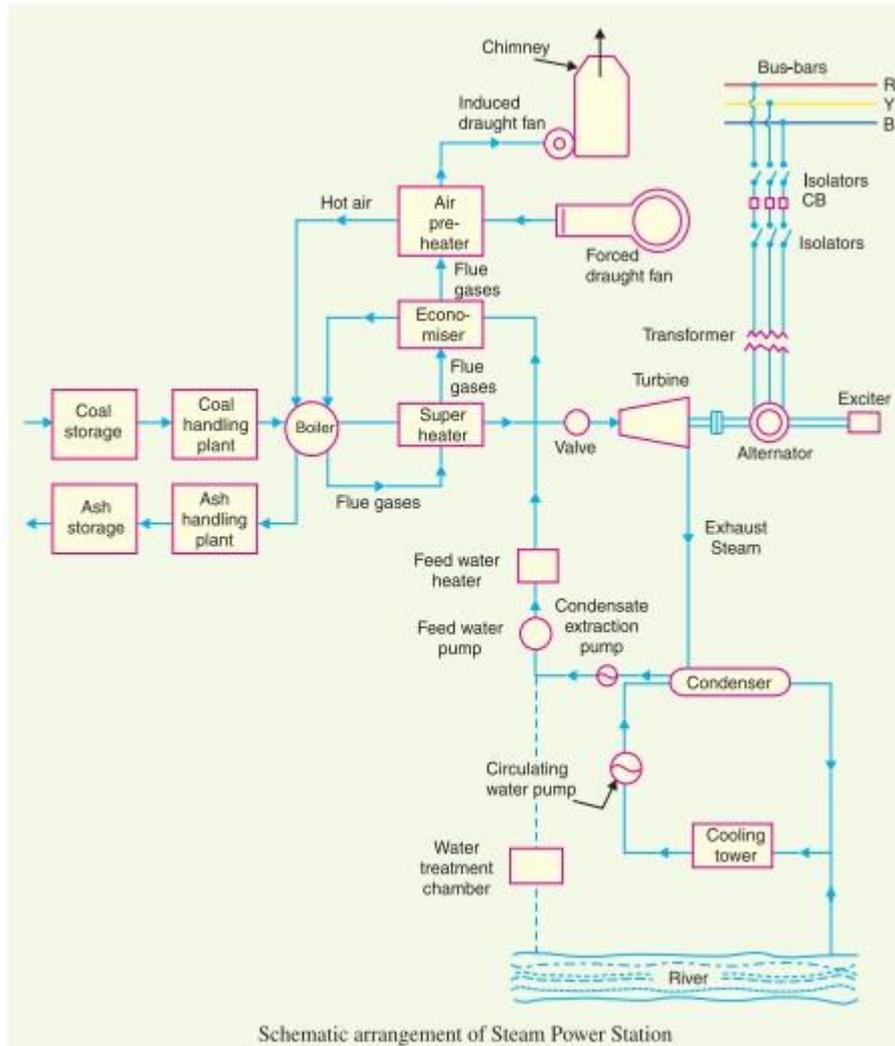 Chimney
Bus-bars
R
Y
B
Induced
draught fan
Isolators
CB
Isolators
Hot air
Air
pre-
heater
Forced
draught fan
Flue
gases
Econo-
miser
Transformer
Flue
gases
Turbine
Exciter
Coal
storage
Coal
handling
plant
Boiler
Super
heater
Valve
Alternator
Flue gases
Ash
storage
Ash
handling
plant
Exhaust
Steam
Feed water
heater
Feed water
pump
Condensate
extraction
pump
Condenser
Circulating
water pump
Cooling
tower
Water
treatment
chamber
River
Schematic arrangement of Steam Power Station